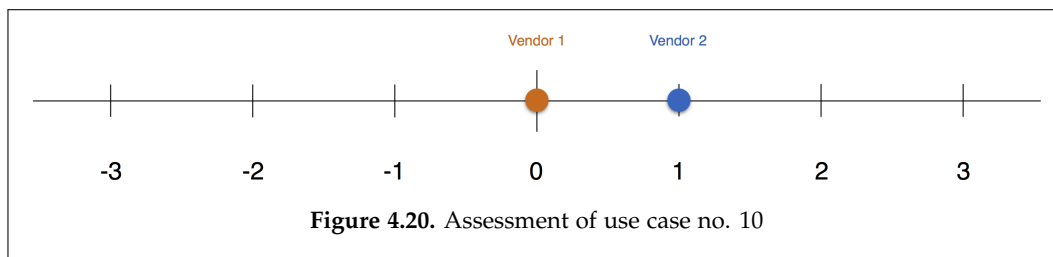 Vendor 1 Vendor 2
-3 -2 -1 0 1 2 3
Figure 4.20. Assessment of use case no. 10